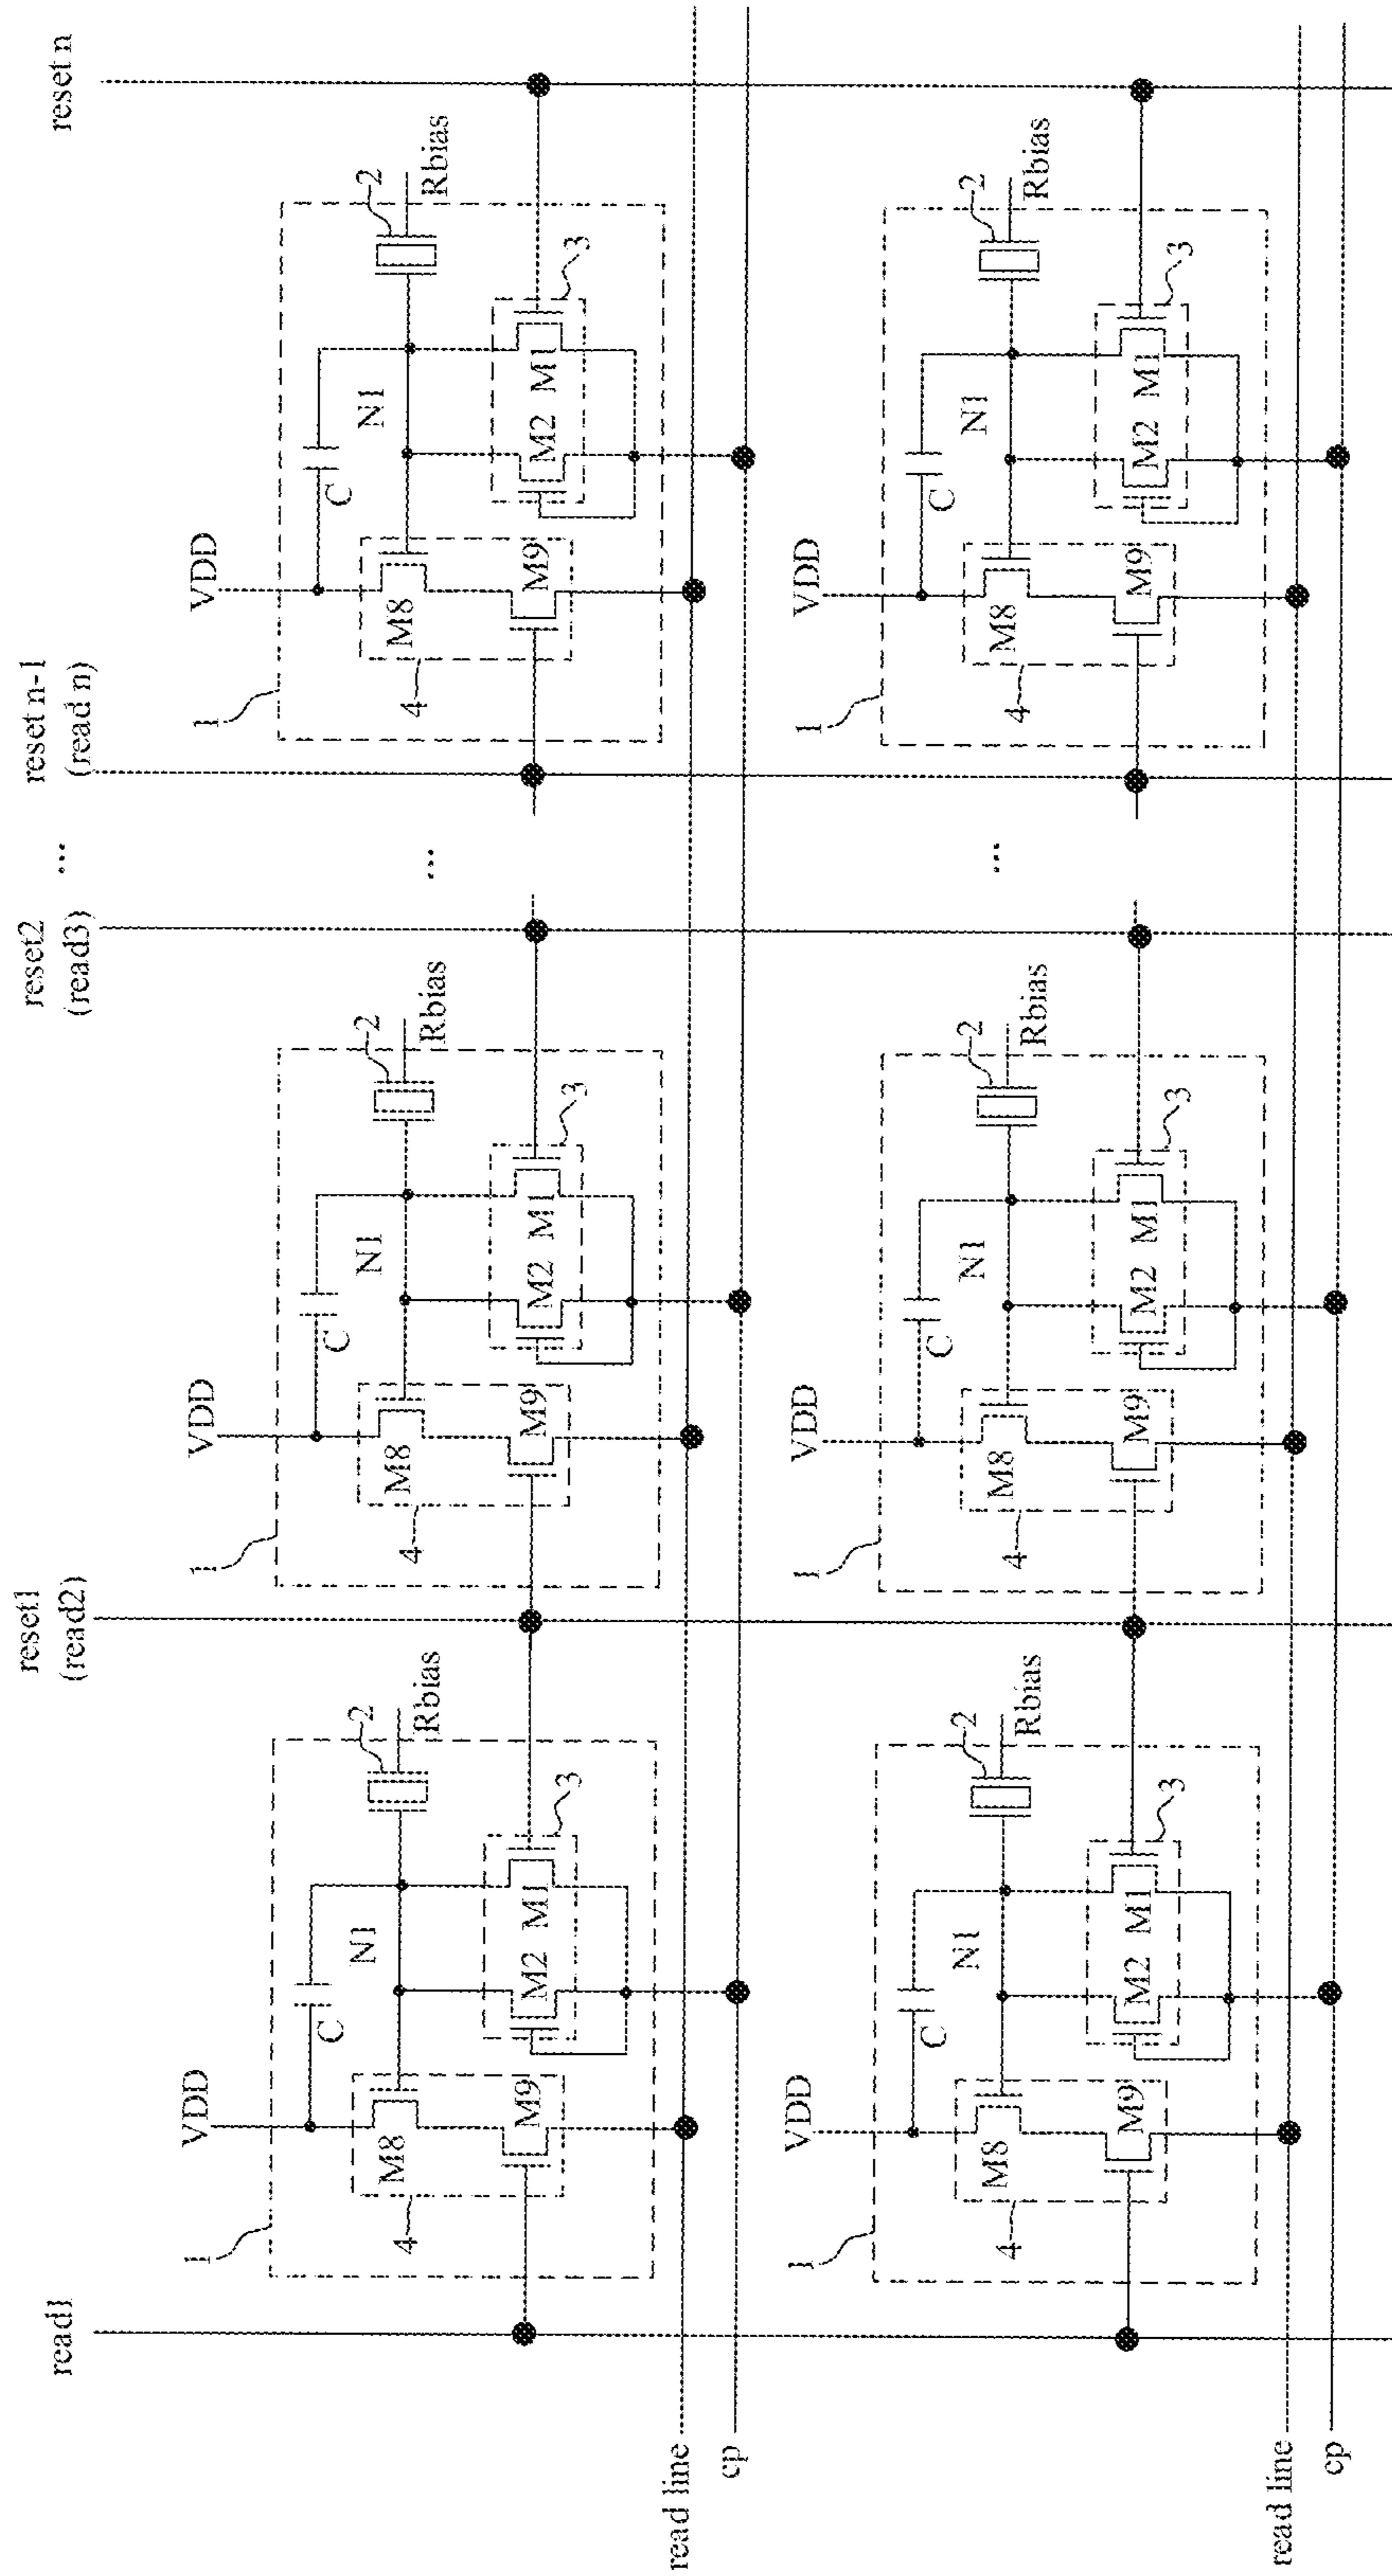 read1
reset1
(read2)
reset2
(read3)
...
reset n-1
(read n)
reset n
1
VDD
C
N1
2
Rbias
M8
M9
4
M2
M1
3
1
VDD
C
N1
2
Rbias
M8
M9
4
M2
M1
3
...
1
VDD
C
N1
2
Rbias
M8
M9
4
M2
M1
3
read line
cp
1
VDD
C
N1
2
Rbias
M8
M9
4
M2
M1
3
1
VDD
C
N1
2
Rbias
M8
M9
4
M2
M1
3
...
1
VDD
C
N1
2
Rbias
M8
M9
4
M2
M1
3
read line
cp